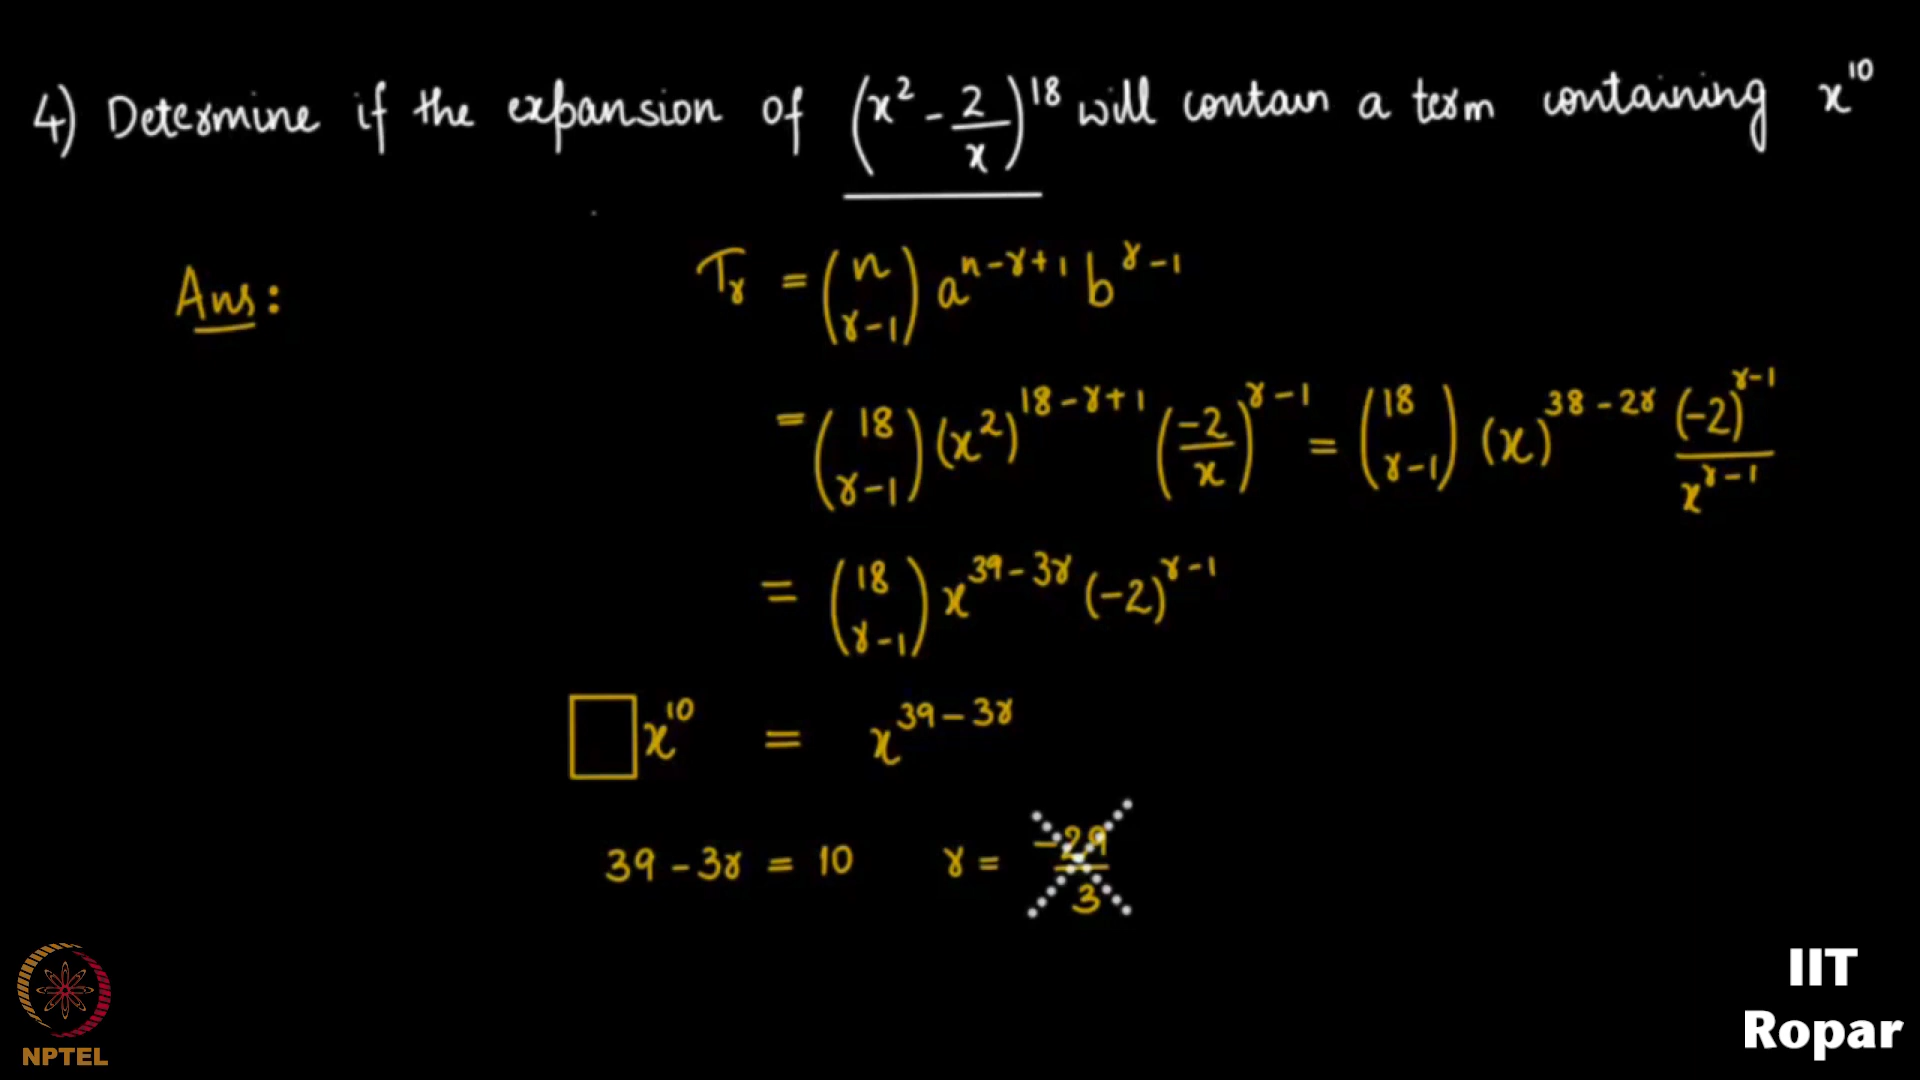 4) Determine if the expansion of (x² - 2/x)¹⁸ will contain a term containing x¹⁰
Ans:
T_r = (n r-1) a^{n-r+1} b^{r-1}
= (18 r-1) (x²)^{18-r+1} (-2/x)^{r-1} = (18 r-1) (x)^{38-2r} (-2)^{r-1}/x^{r-1}
= (18 r-1) x^{39-3r} (-2)^{r-1}
□ x¹⁰ = x^{39-3r}
39 - 3r = 10 r = -29/3
NPTEL
IIT
Ropar